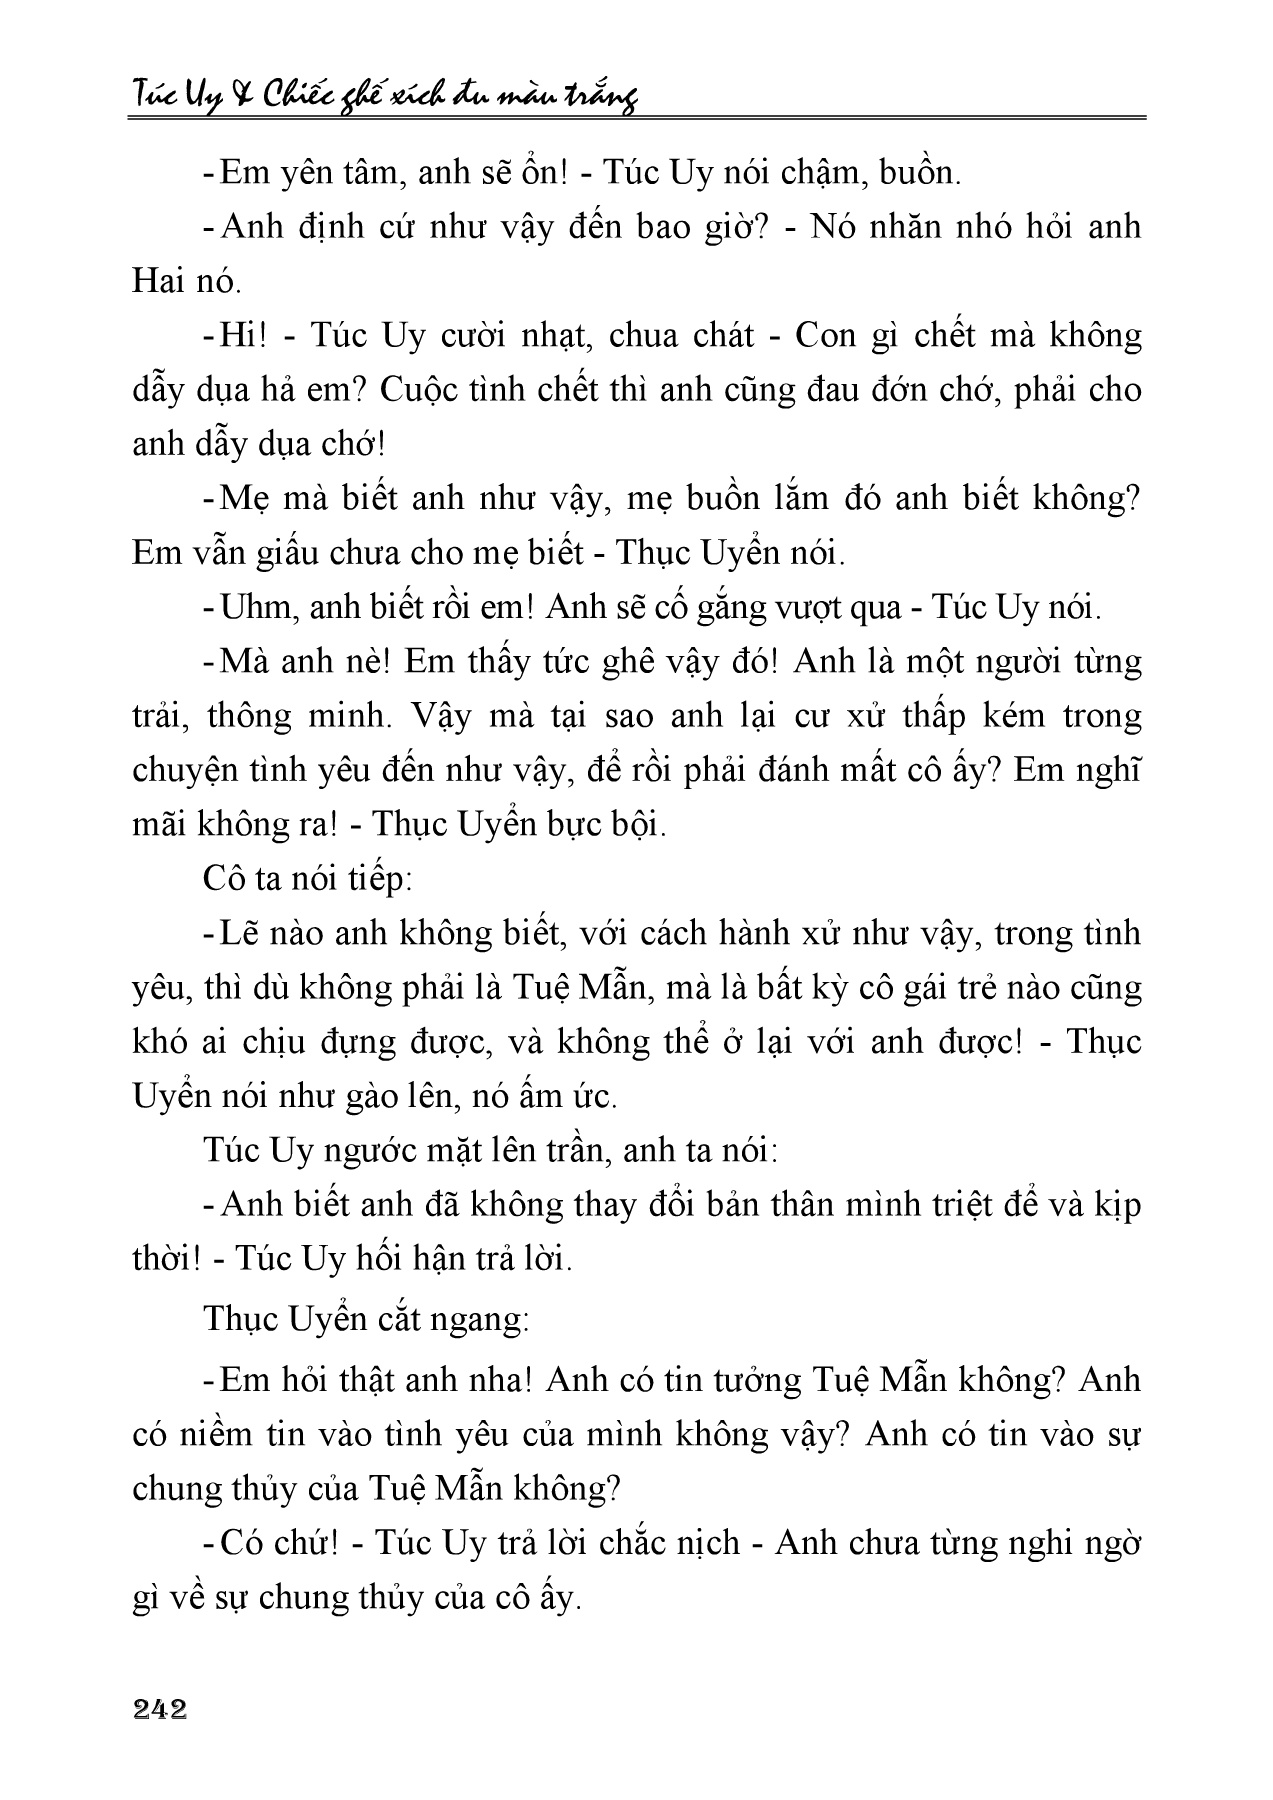 Túc Uy & Chiếc ghế xích đu màu trắng
- Em yên tâm, anh sẽ ổn! - Túc Uy nói chậm, buồn.
- Anh định cứ như vậy đến bao giờ? - Nó nhăn nhó hỏi anh
Hai nó.
- Hi! - Túc Uy cười nhạt, chua chát - Con gì chết mà không
dẫy dụa hả em? Cuộc tình chết thì anh cũng đau đớn chớ, phải cho
anh dẫy dụa chớ!
- Mẹ mà biết anh như vậy, mẹ buồn lắm đó anh biết không?
Em vẫn giấu chưa cho mẹ biết - Thục Uyển nói.
- Uhm, anh biết rồi em! Anh sẽ cố gắng vượt qua - Túc Uy nói.
- Mà anh nè! Em thấy tức ghê vậy đó! Anh là một người từng
trải, thông minh. Vậy mà tại sao anh lại cư xử thấp kém trong
chuyện tình yêu đến như vậy, để rồi phải đánh mất cô ấy? Em nghĩ
mãi không ra! - Thục Uyển bực bội.
Cô ta nói tiếp:
- Lẽ nào anh không biết, với cách hành xử như vậy, trong tình
yêu, thì dù không phải là Tuệ Mẫn, mà là bất kỳ cô gái trẻ nào cũng
khó ai chịu đựng được, và không thể ở lại với anh được! - Thục
Uyển nói như gào lên, nó ấm ức.
Túc Uy ngước mặt lên trần, anh ta nói:
- Anh biết anh đã không thay đổi bản thân mình triệt để và kịp
thời! - Túc Uy hối hận trả lời.
Thục Uyển cắt ngang:
- Em hỏi thật anh nha! Anh có tin tưởng Tuệ Mẫn không? Anh
có niềm tin vào tình yêu của mình không vậy? Anh có tin vào sự
chung thủy của Tuệ Mẫn không?
- Có chứ! - Túc Uy trả lời chắc nịch - Anh chưa từng nghi ngờ
gì về sự chung thủy của cô ấy.
242